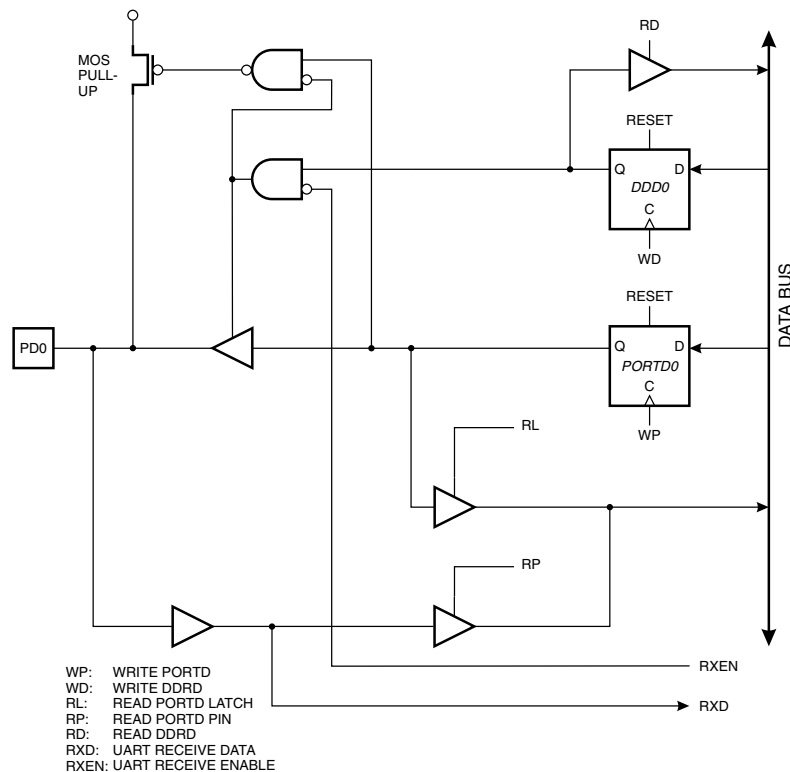 RD
MOS
PULL-
UP
RESET
Q
D
DDD0
C
WD
DATA BUS
RESET
PD0
Q
D
PORTD0
C
WP
RL
RP
RXEN
RXD
WP: WRITE PORTD
WD: WRITE DDRD
RL: READ PORTD LATCH
RP: READ PORTD PIN
RD: READ DDRD
RXD: UART RECEIVE DATA
RXEN: UART RECEIVE ENABLE